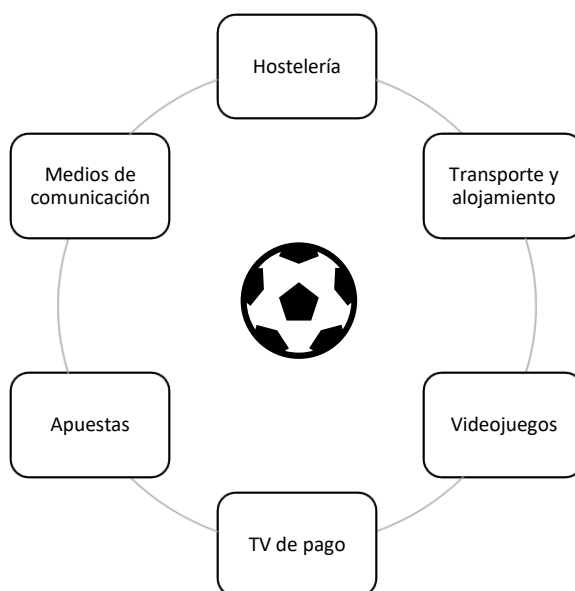 Hostelería
Medios de
comunicación
Transporte y
alojamiento
Apuestas
Videojuegos
TV de pago